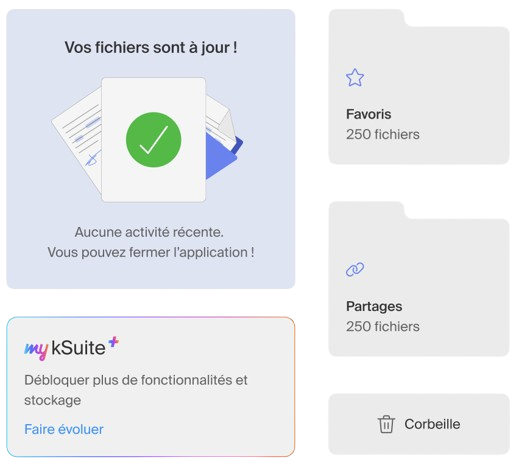 Vos fichiers sont à jour !
Aucune activité récente.
Vous pouvez fermer l'application !
my kSuite+
Débloquer plus de fonctionnalités et
stockage
Faire évoluer
Favoris
250 fichiers
Partages
250 fichiers
Corbeille